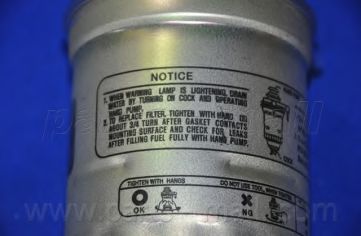 NOTICE
1. WHEN WARNING LAMP IS LIGHTENING, DRAIN
WATER BY TURNING ON COCK AND OPERATING
HAND PUMP.
2. TO REPLACE FILTER, TIGHTEN WITH HAND OR
ABOUT 3/4 TURN AFTER GASKET CONTACTS
MOUNTING SURFACE AND CHECK FOR LEAKS
AFTER FILLING FUEL FULLY WITH HAND PUMP.
COCK
TIGHTEN WITH HANDS
DO NOT USE TOOL, WHEN
OK
NG